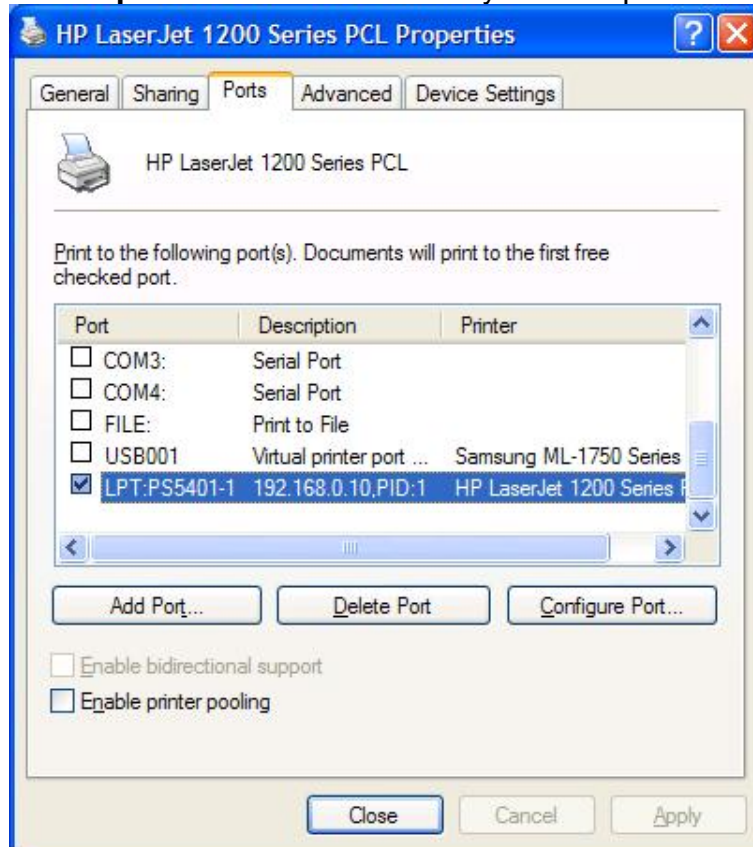 HP LaserJet 1200 Series PCL Properties
General Sharing Ports Advanced Device Settings
HP LaserJet 1200 Series PCL
Print to the following port(s). Documents will print to the first free
checked port.
Port Description Printer
COM3: Serial Port
COM4: Serial Port
FILE: Print to File
USB001 Virtual printer port ... Samsung ML-1750 Series
LPT:PS5401-1 192.168.0.10,PID:1 HP LaserJet 1200 Series
Add Port... Delete Port Configure Port...
Enable bidirectional support
Enable printer pooling
Close Cancel Apply